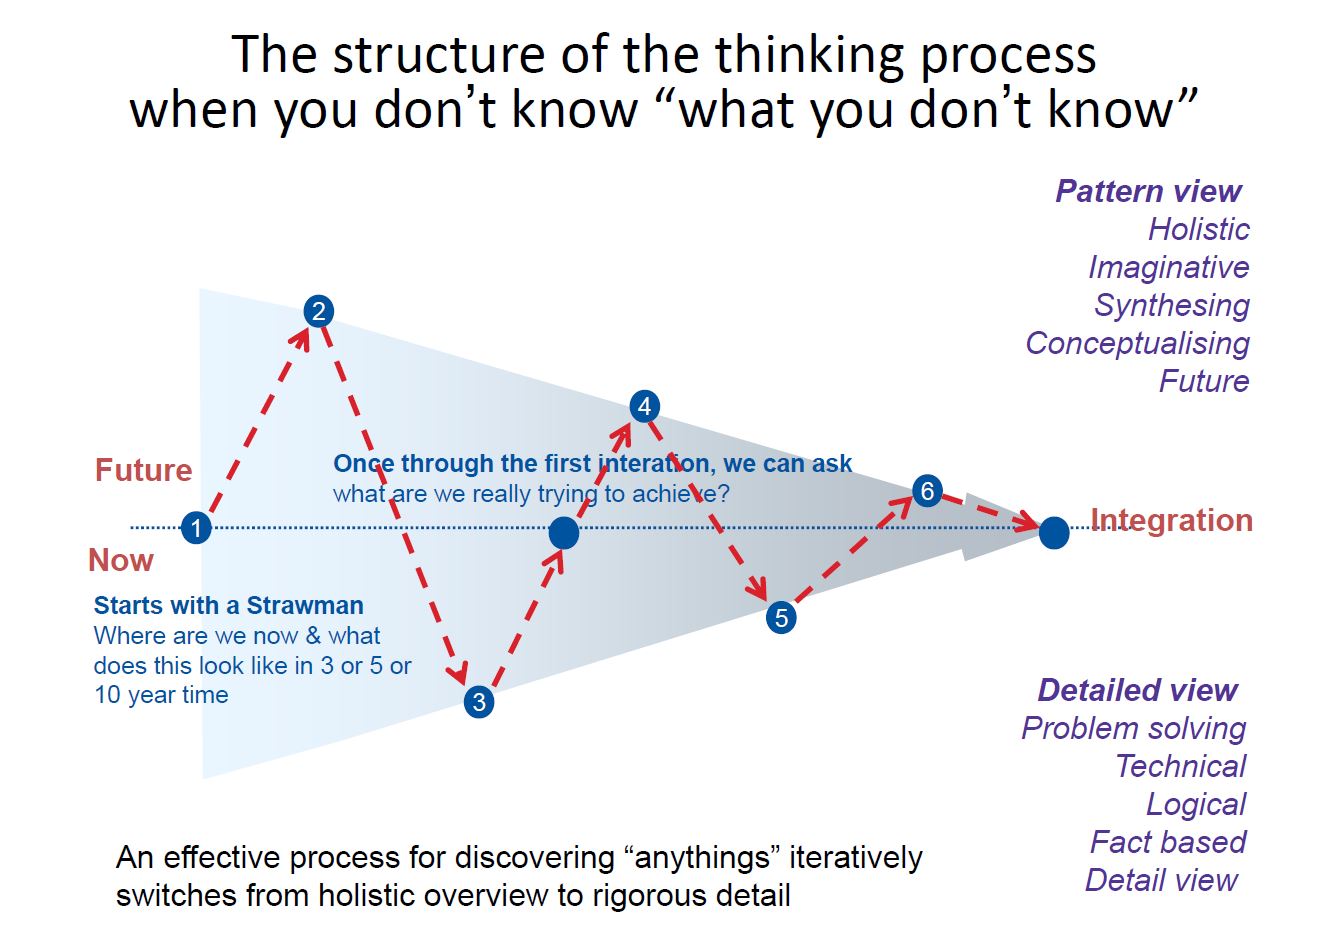 The structure of the thinking process
when you don’t know “what you don’t know”
Pattern view
Holistic
Imaginative
Synthesing
Conceptualising
Future
2
4
Future
Once through the first interation, we can ask
what are we really trying to achieve?
6
1
Integration
Now
Starts with a Strawman
Where are we now & what
does this look like in 3 or 5 or
10 year time
5
3
Detailed view
Problem solving
Technical
Logical
Fact based
Detail view
An effective process for discovering “anythings” iteratively
switches from holistic overview to rigorous detail